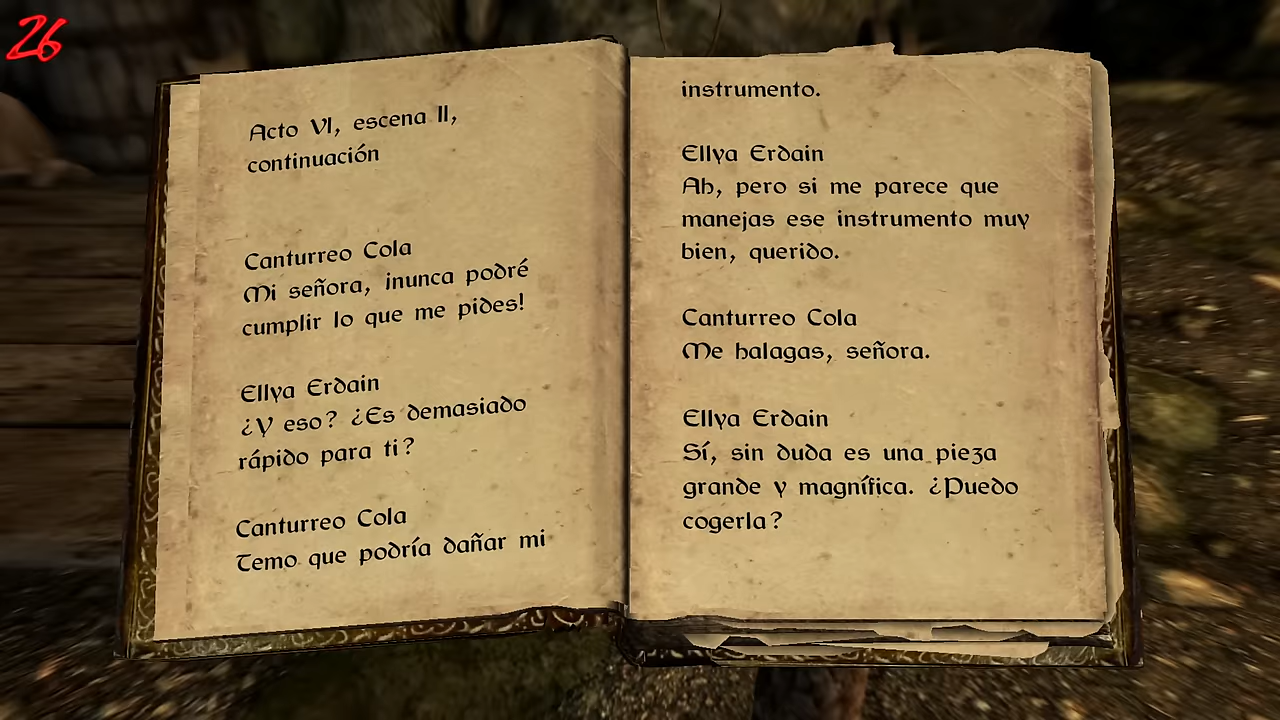 26
Acto VI, escena II,
continuación
Canturreo Cola
Mi señora, ¡nunca podré
cumplir lo que me pides!
Ellya Erdain
¿Y eso? ¿Es demasiado
rápido para ti?
Canturreo Cola
Temo que podría dañar mi
instrumento.
Ellya Erdain
Ah, pero si me parece que
manejas ese instrumento muy
bien, querido.
Canturreo Cola
Me halagas, señora.
Ellya Erdain
Sí, sin duda es una pieza
grande y magnífica. ¿Puedo
cogerla?